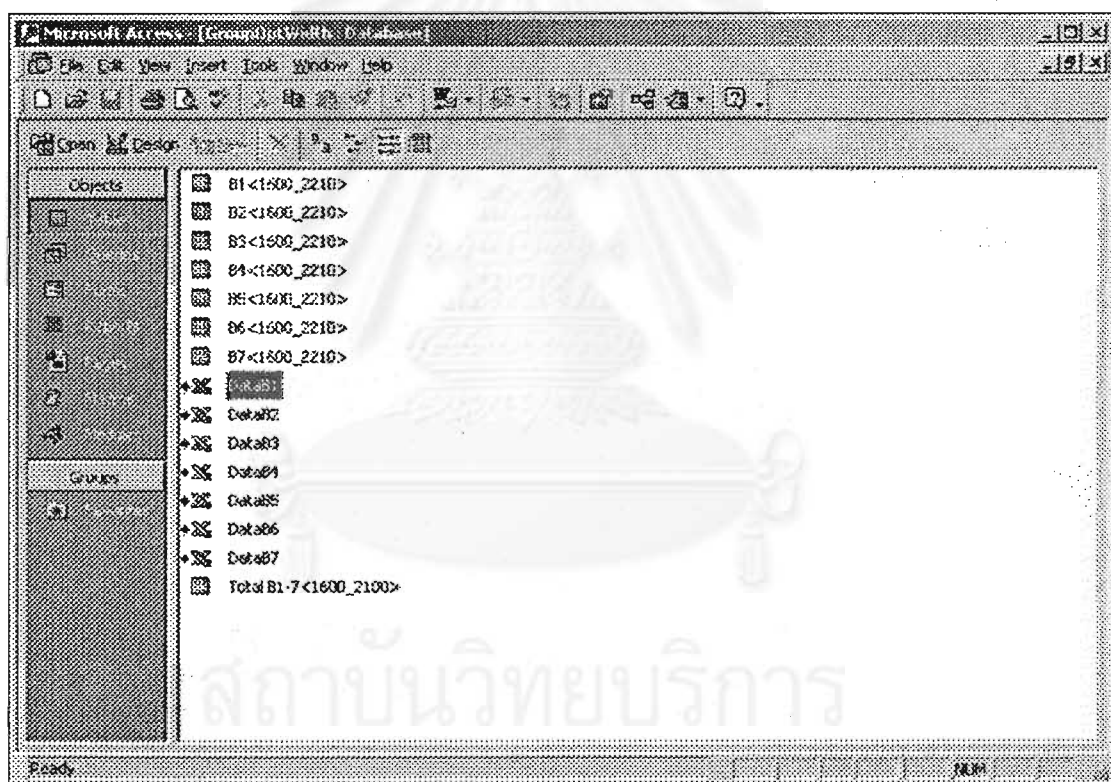 Microsoft Access - [GroupOptWidth : Database]
File Edit View Insert Tools Window Help
Open Design
Objects
B1<1600_2210>
B2<1600_2210>
B3<1600_2210>
B4<1600_2210>
B5<1600_2210>
B6<1600_2210>
B7<1600_2210>
DataB1
DataB2
DataB3
DataB4
DataB5
DataB6
DataB7
Total B1-7<1600_2100>
Groups
สถาบันวิทยบริการ
Ready
NUM